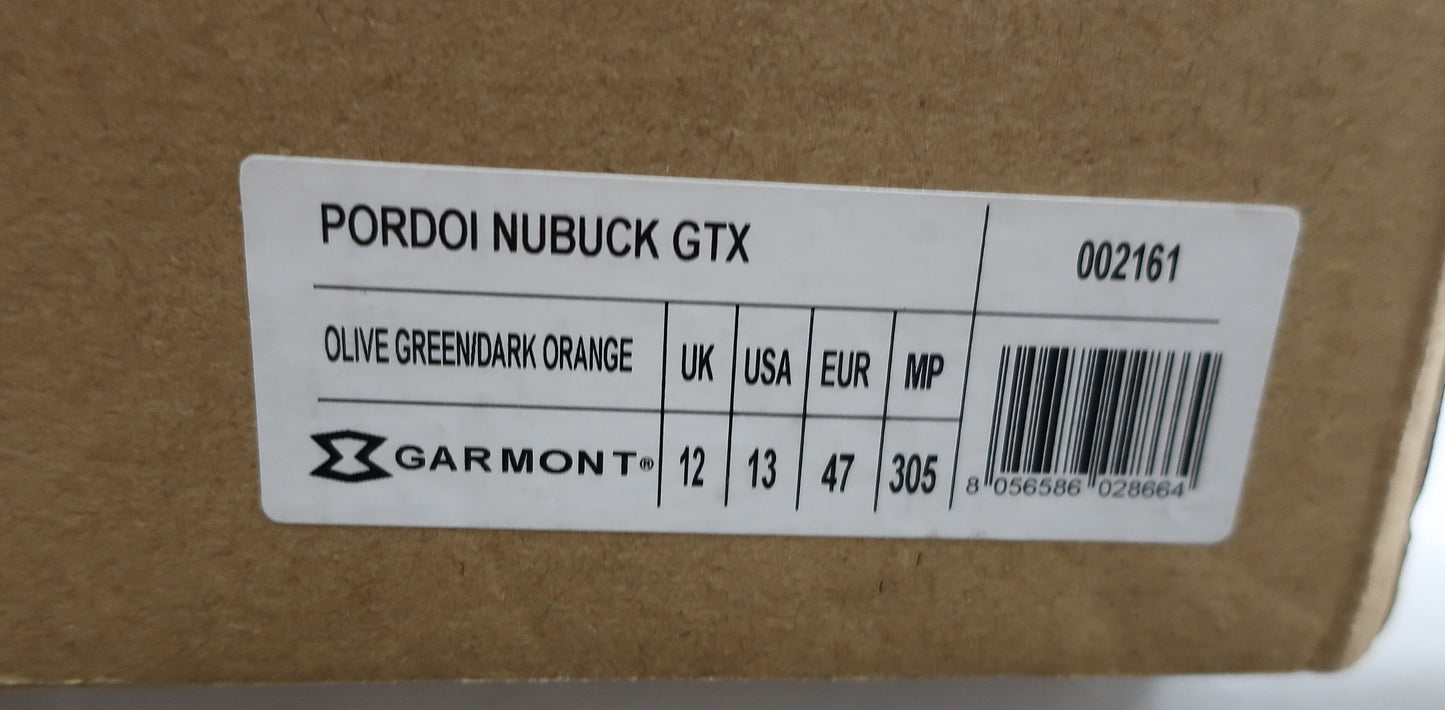 PORDOI NUBUCK GTX
002161
OLIVE GREEN/DARK ORANGE
UK USA EUR MP
GARMONT®
12 13 47 305
8 056586 028664